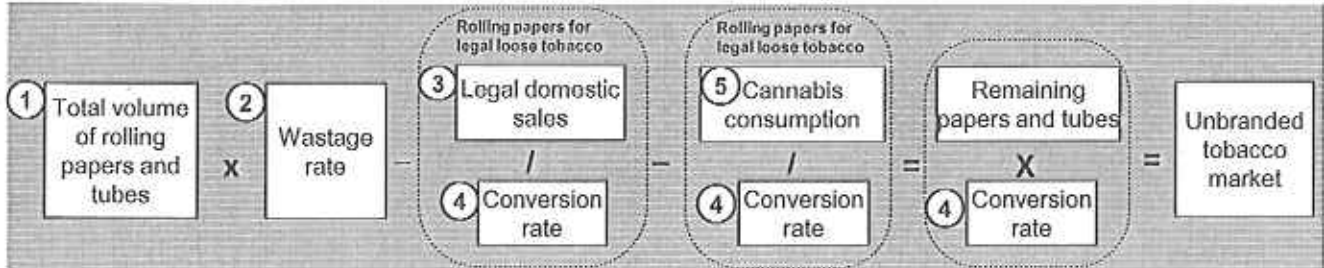 Rolling papers for
legal loose tobacco
Rolling papers for
legal loose tobacco
1
Total volume
of rolling
papers and
tubes
x
2
Wastage
rate
–
3
Legal domostic
sales
/
4
Conversion
rate
–
5
Cannabis
consumption
/
4
Conversion
rate
=
Remaining
papers and tubes
X
4
Conversion
rate
=
Unbranded
tobacco
market